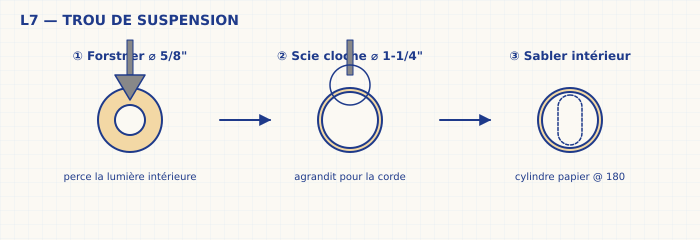 L7 — TROU DE SUSPENSION
① Forstner ⌀ 5/8"
② Scie cloche ⌀ 1-1/4"
③ Sabler intérieur
perce la lumière intérieure
agrandit pour la corde
cylindre papier @ 180